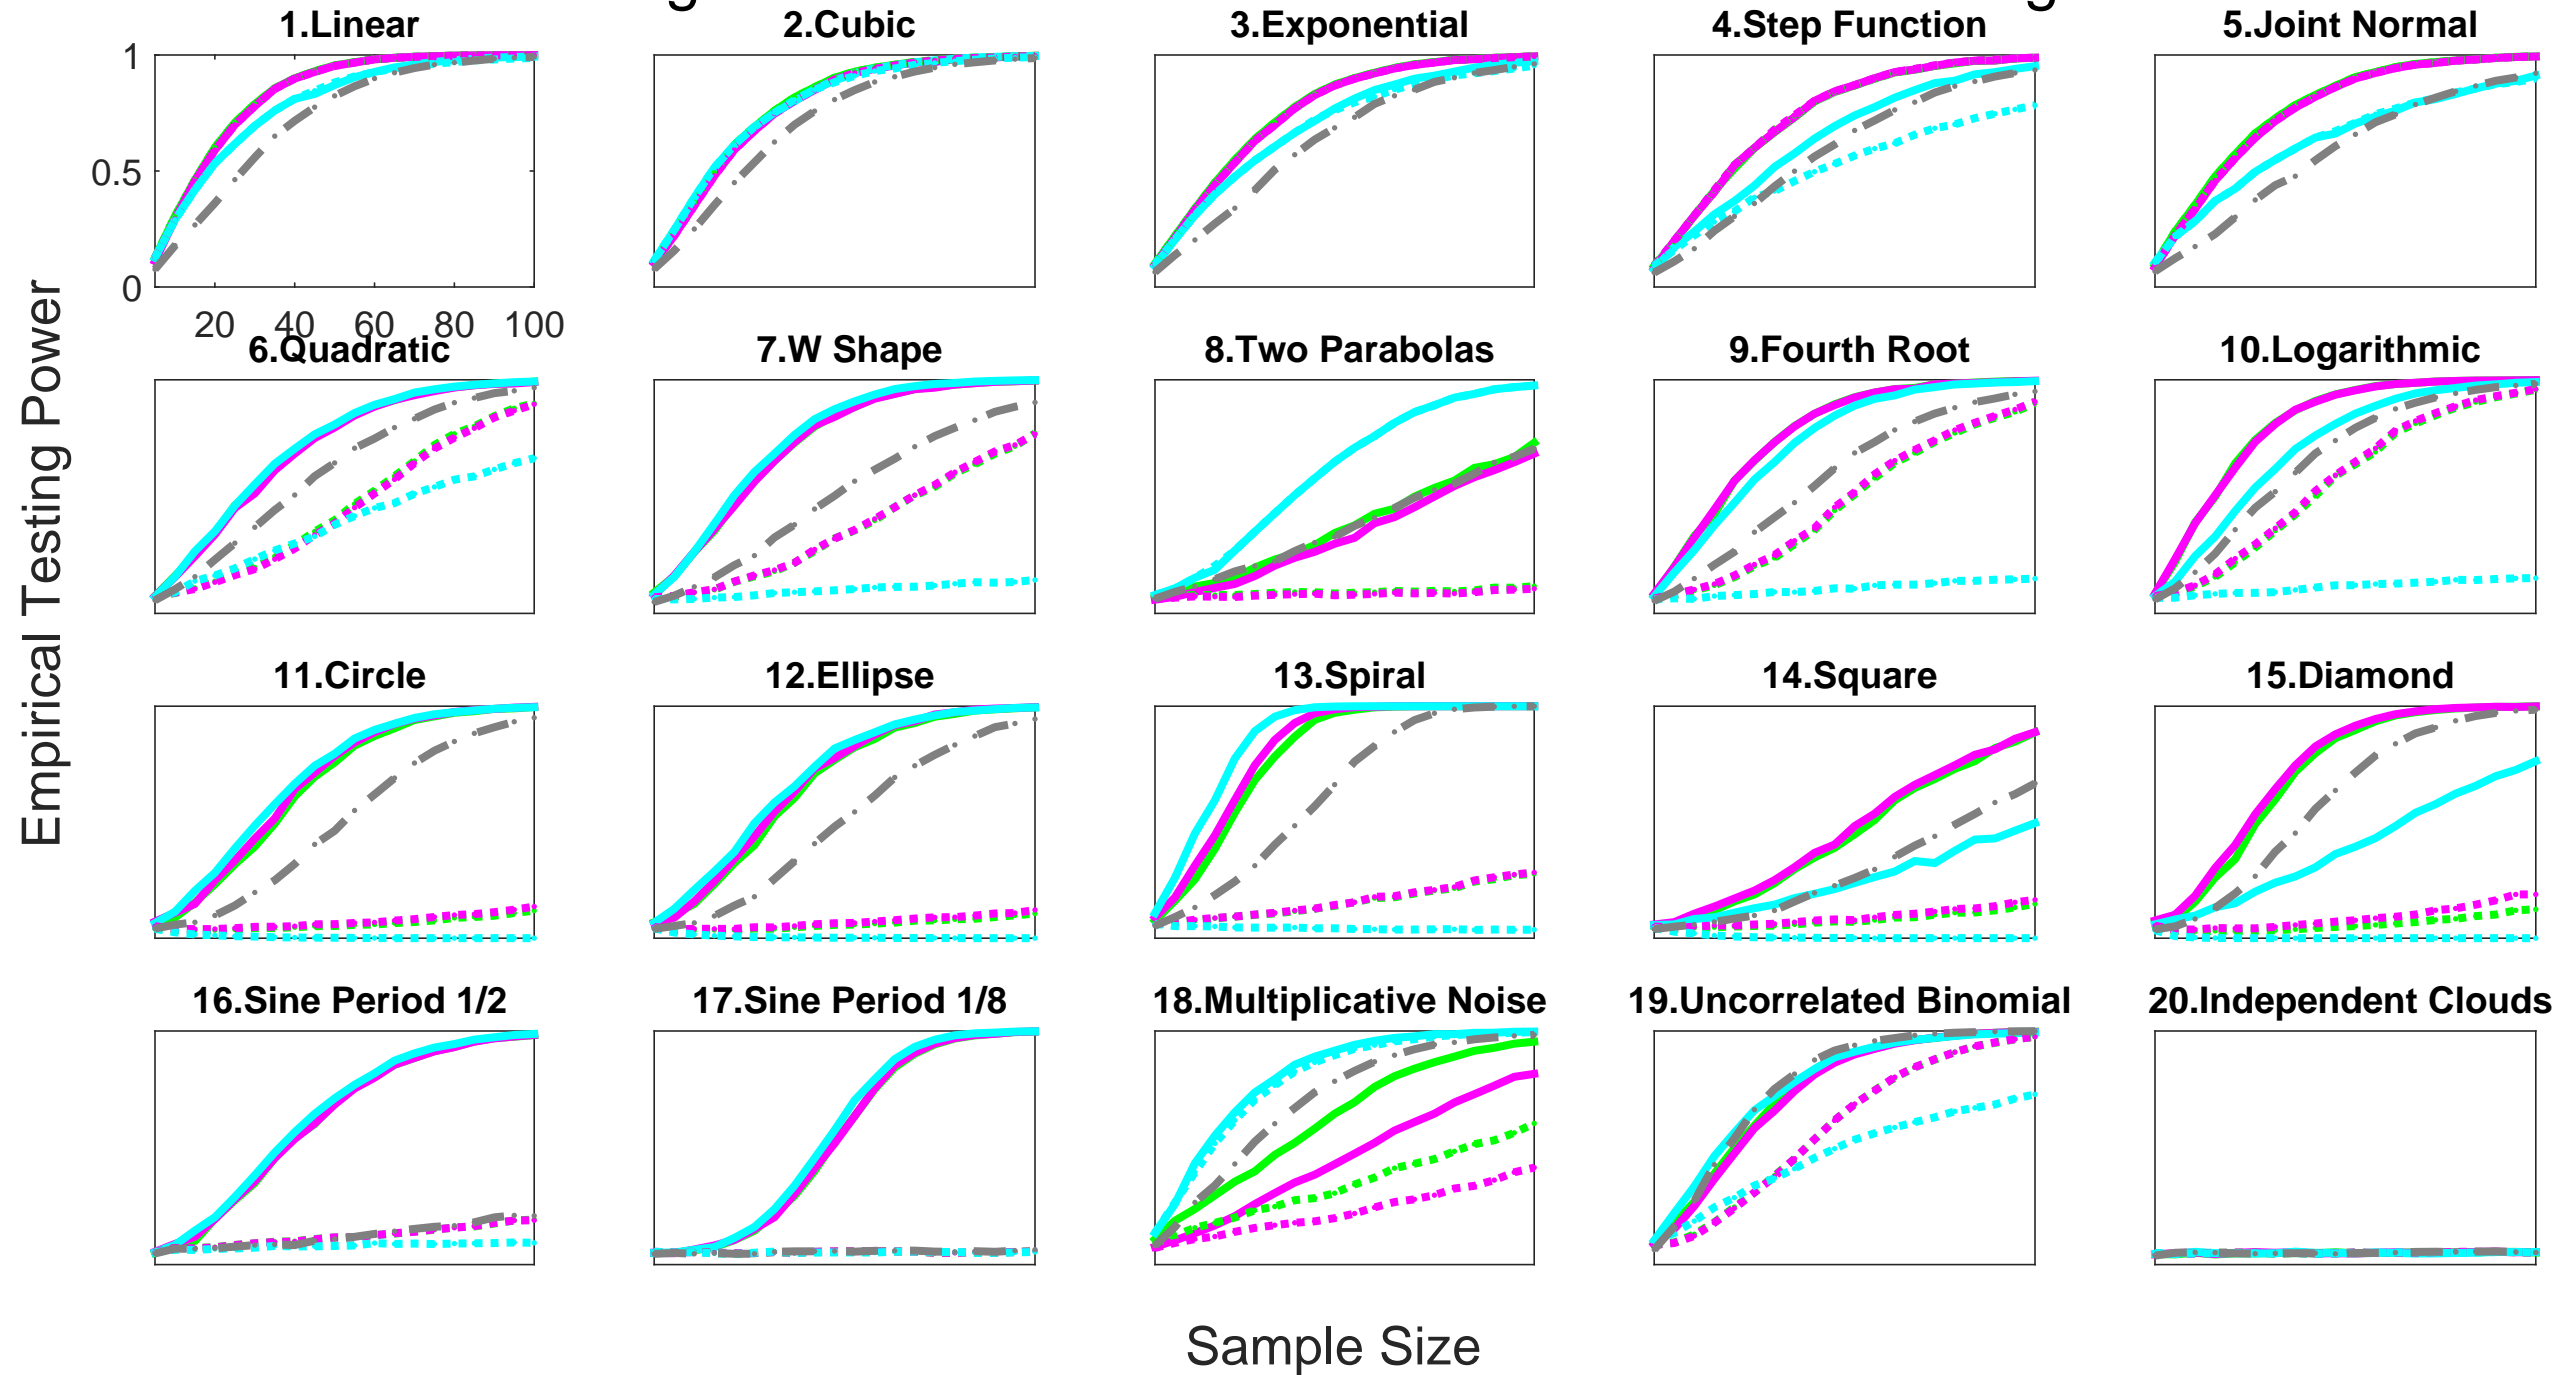 1.Linear
2.Cubic
3.Exponential
4.Step Function
5.Joint Normal
1
0.5
0
20 40 60 80 100
Empirical Testing Power
6.Quadratic
7.W Shape
8.Two Parabolas
9.Fourth Root
10.Logarithmic
11.Circle
12.Ellipse
13.Spiral
14.Square
15.Diamond
16.Sine Period 1/2
17.Sine Period 1/8
18.Multiplicative Noise
19.Uncorrelated Binomial
20.Independent Clouds
Sample Size